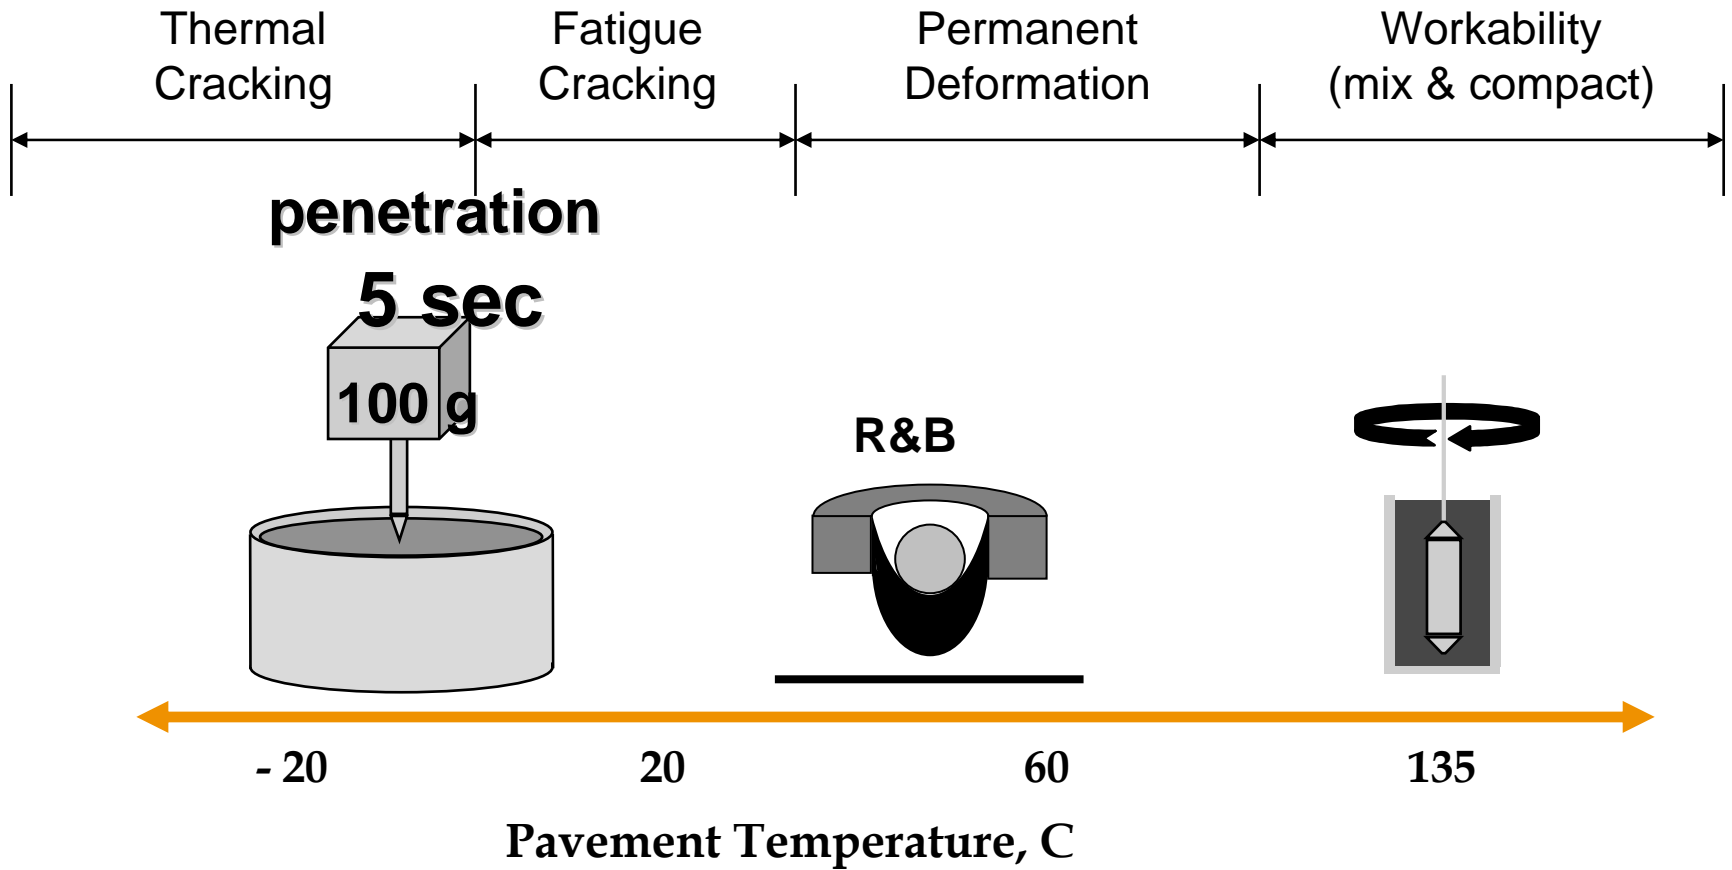 Thermal
Cracking
Fatigue
Cracking
Permanent
Deformation
Workability
(mix & compact)
penetration
5 sec
100 g
R&B
- 20
20
60
135
Pavement Temperature, C